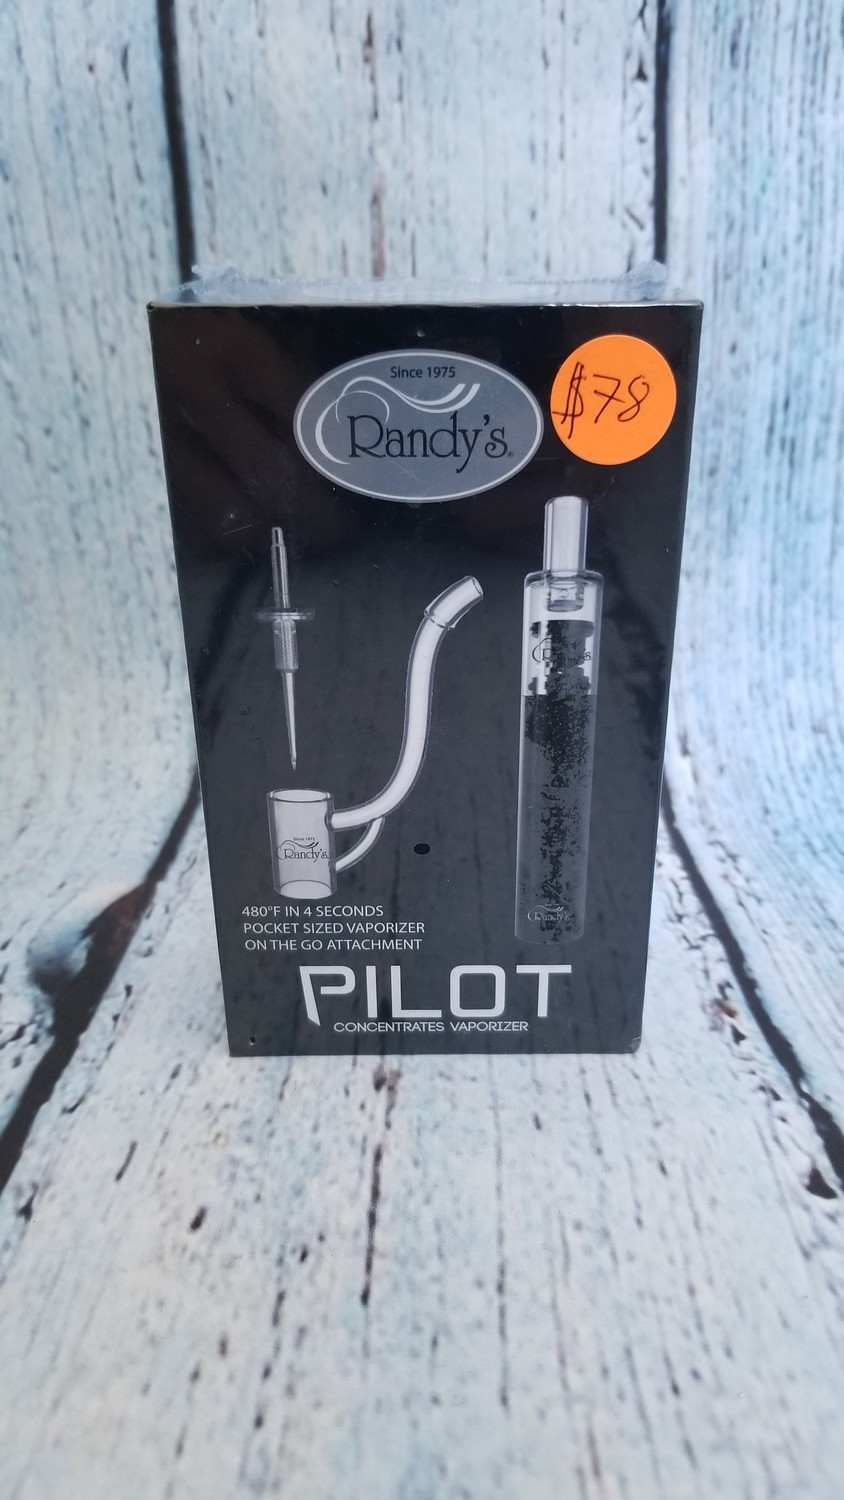 Since 1975
Randy's®
$78
Randy's
Since 1975
Randy's
Randy's
480°F IN 4 SECONDS
POCKET SIZED VAPORIZER
ON THE GO ATTACHMENT
PILOT
CONCENTRATES VAPORIZER